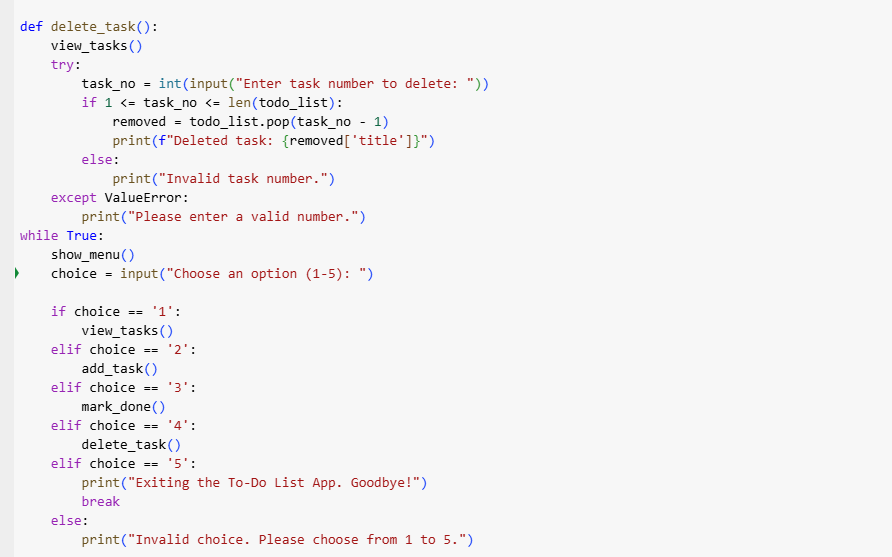 def delete_task():
    view_tasks()
    try:
        task_no = int(input("Enter task number to delete: "))
        if 1 <= task_no <= len(todo_list):
            removed = todo_list.pop(task_no - 1)
            print(f"Deleted task: {removed['title']}")
        else:
            print("Invalid task number.")
    except ValueError:
        print("Please enter a valid number.")
while True:
    show_menu()
    choice = input("Choose an option (1-5): ")

    if choice == '1':
        view_tasks()
    elif choice == '2':
        add_task()
    elif choice == '3':
        mark_done()
    elif choice == '4':
        delete_task()
    elif choice == '5':
        print("Exiting the To-Do List App. Goodbye!")
        break
    else:
        print("Invalid choice. Please choose from 1 to 5.")